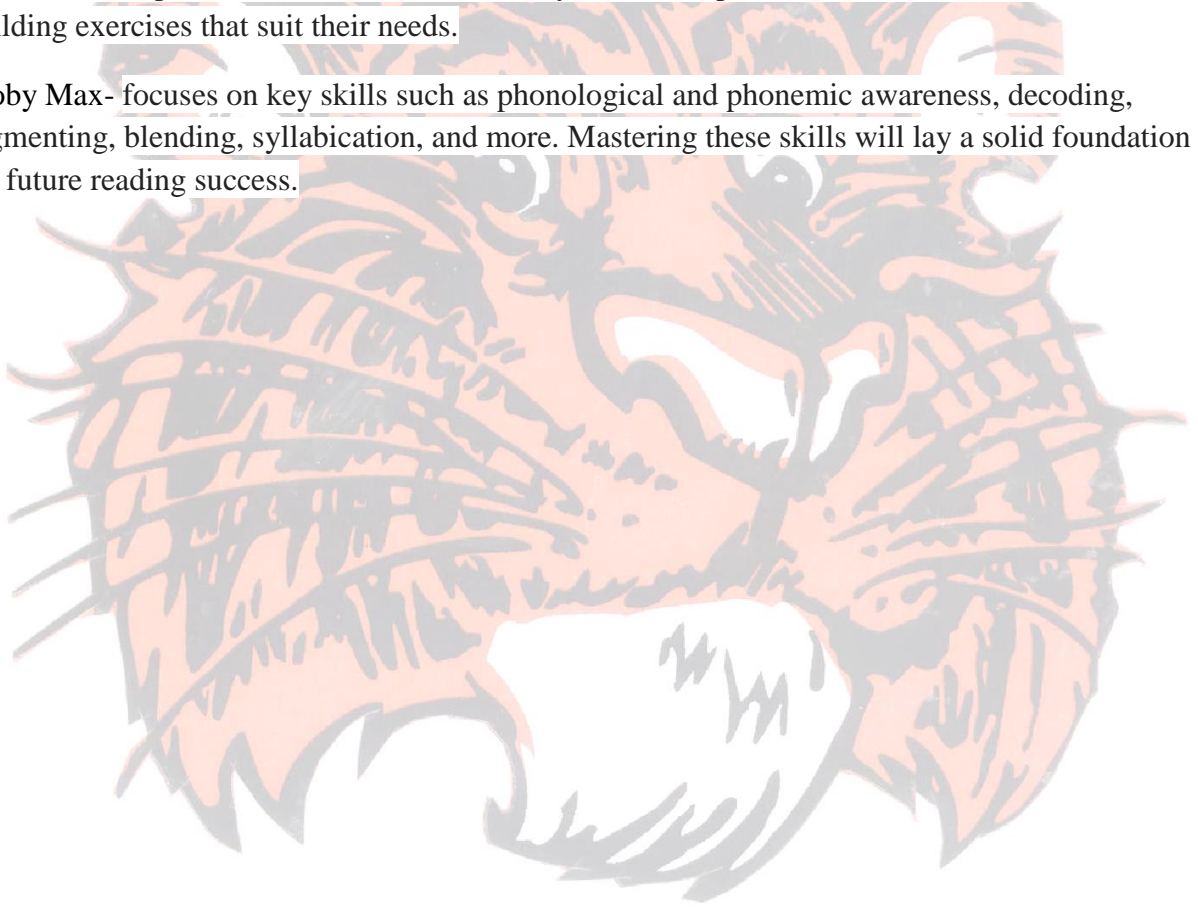 ilding exercises that suit their needs.
oby Max- focuses on key skills such as phonological and phonemic awareness, decoding,
gmenting, blending, syllabication, and more. Mastering these skills will lay a solid foundation
future reading success.